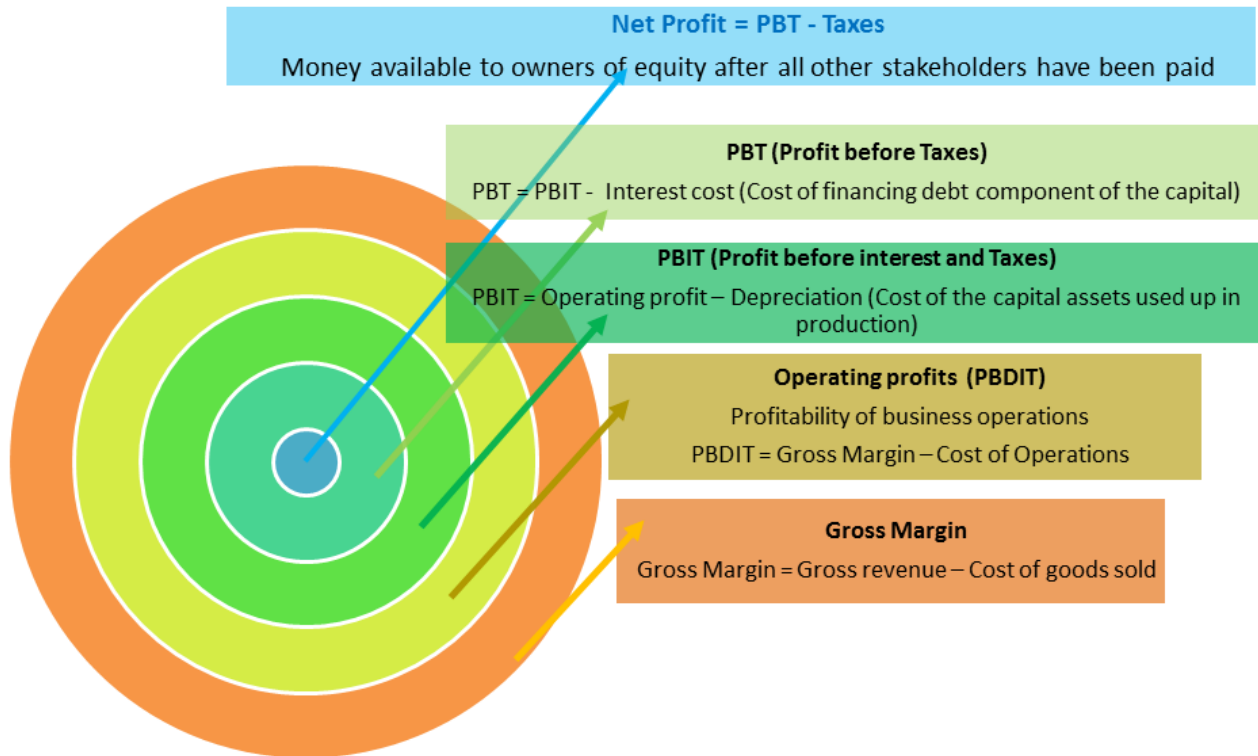 Net Profit = PBT - Taxes
Money available to owners of equity after all other stakeholders have been paid
PBT (Profit before Taxes)
PBT = PBIT - Interest cost (Cost of financing debt component of the capital)
PBIT (Profit before interest and Taxes)
PBIT = Operating profit – Depreciation (Cost of the capital assets used up in
production)
Operating profits (PBDIT)
Profitability of business operations
PBDIT = Gross Margin – Cost of Operations
Gross Margin
Gross Margin = Gross revenue – Cost of goods sold